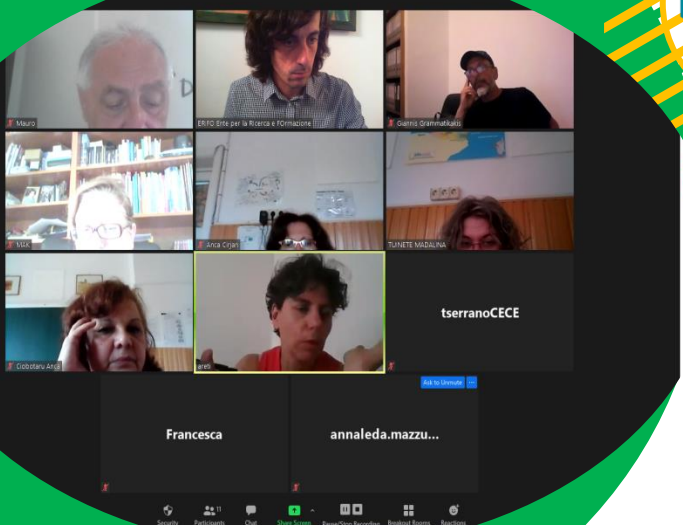 Mauro
ERIFO Ente per la Ricerca e FOrmazione
Giannis Grammatikakis
MAK
Anca Cirjan
TUINETE MADALINA
Ciobotaru Anca
areti
tserranoCECE
Ask to Unmute ...
Francesca
annaleda.mazzu...
11
Security Participants Chat Share Screen Pause/Stop Recording Breakout Rooms Reactions